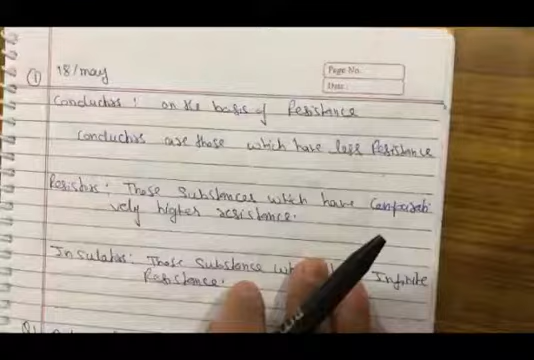 ① 18/may
Page No.
Date:
Conductors: on the basis of Resistance
Conductors are those which have less Resistance
Resistors: Those Substances which have Comparati
vely higher resistance.
Insulators: Those Substance Infinite
Resistance.